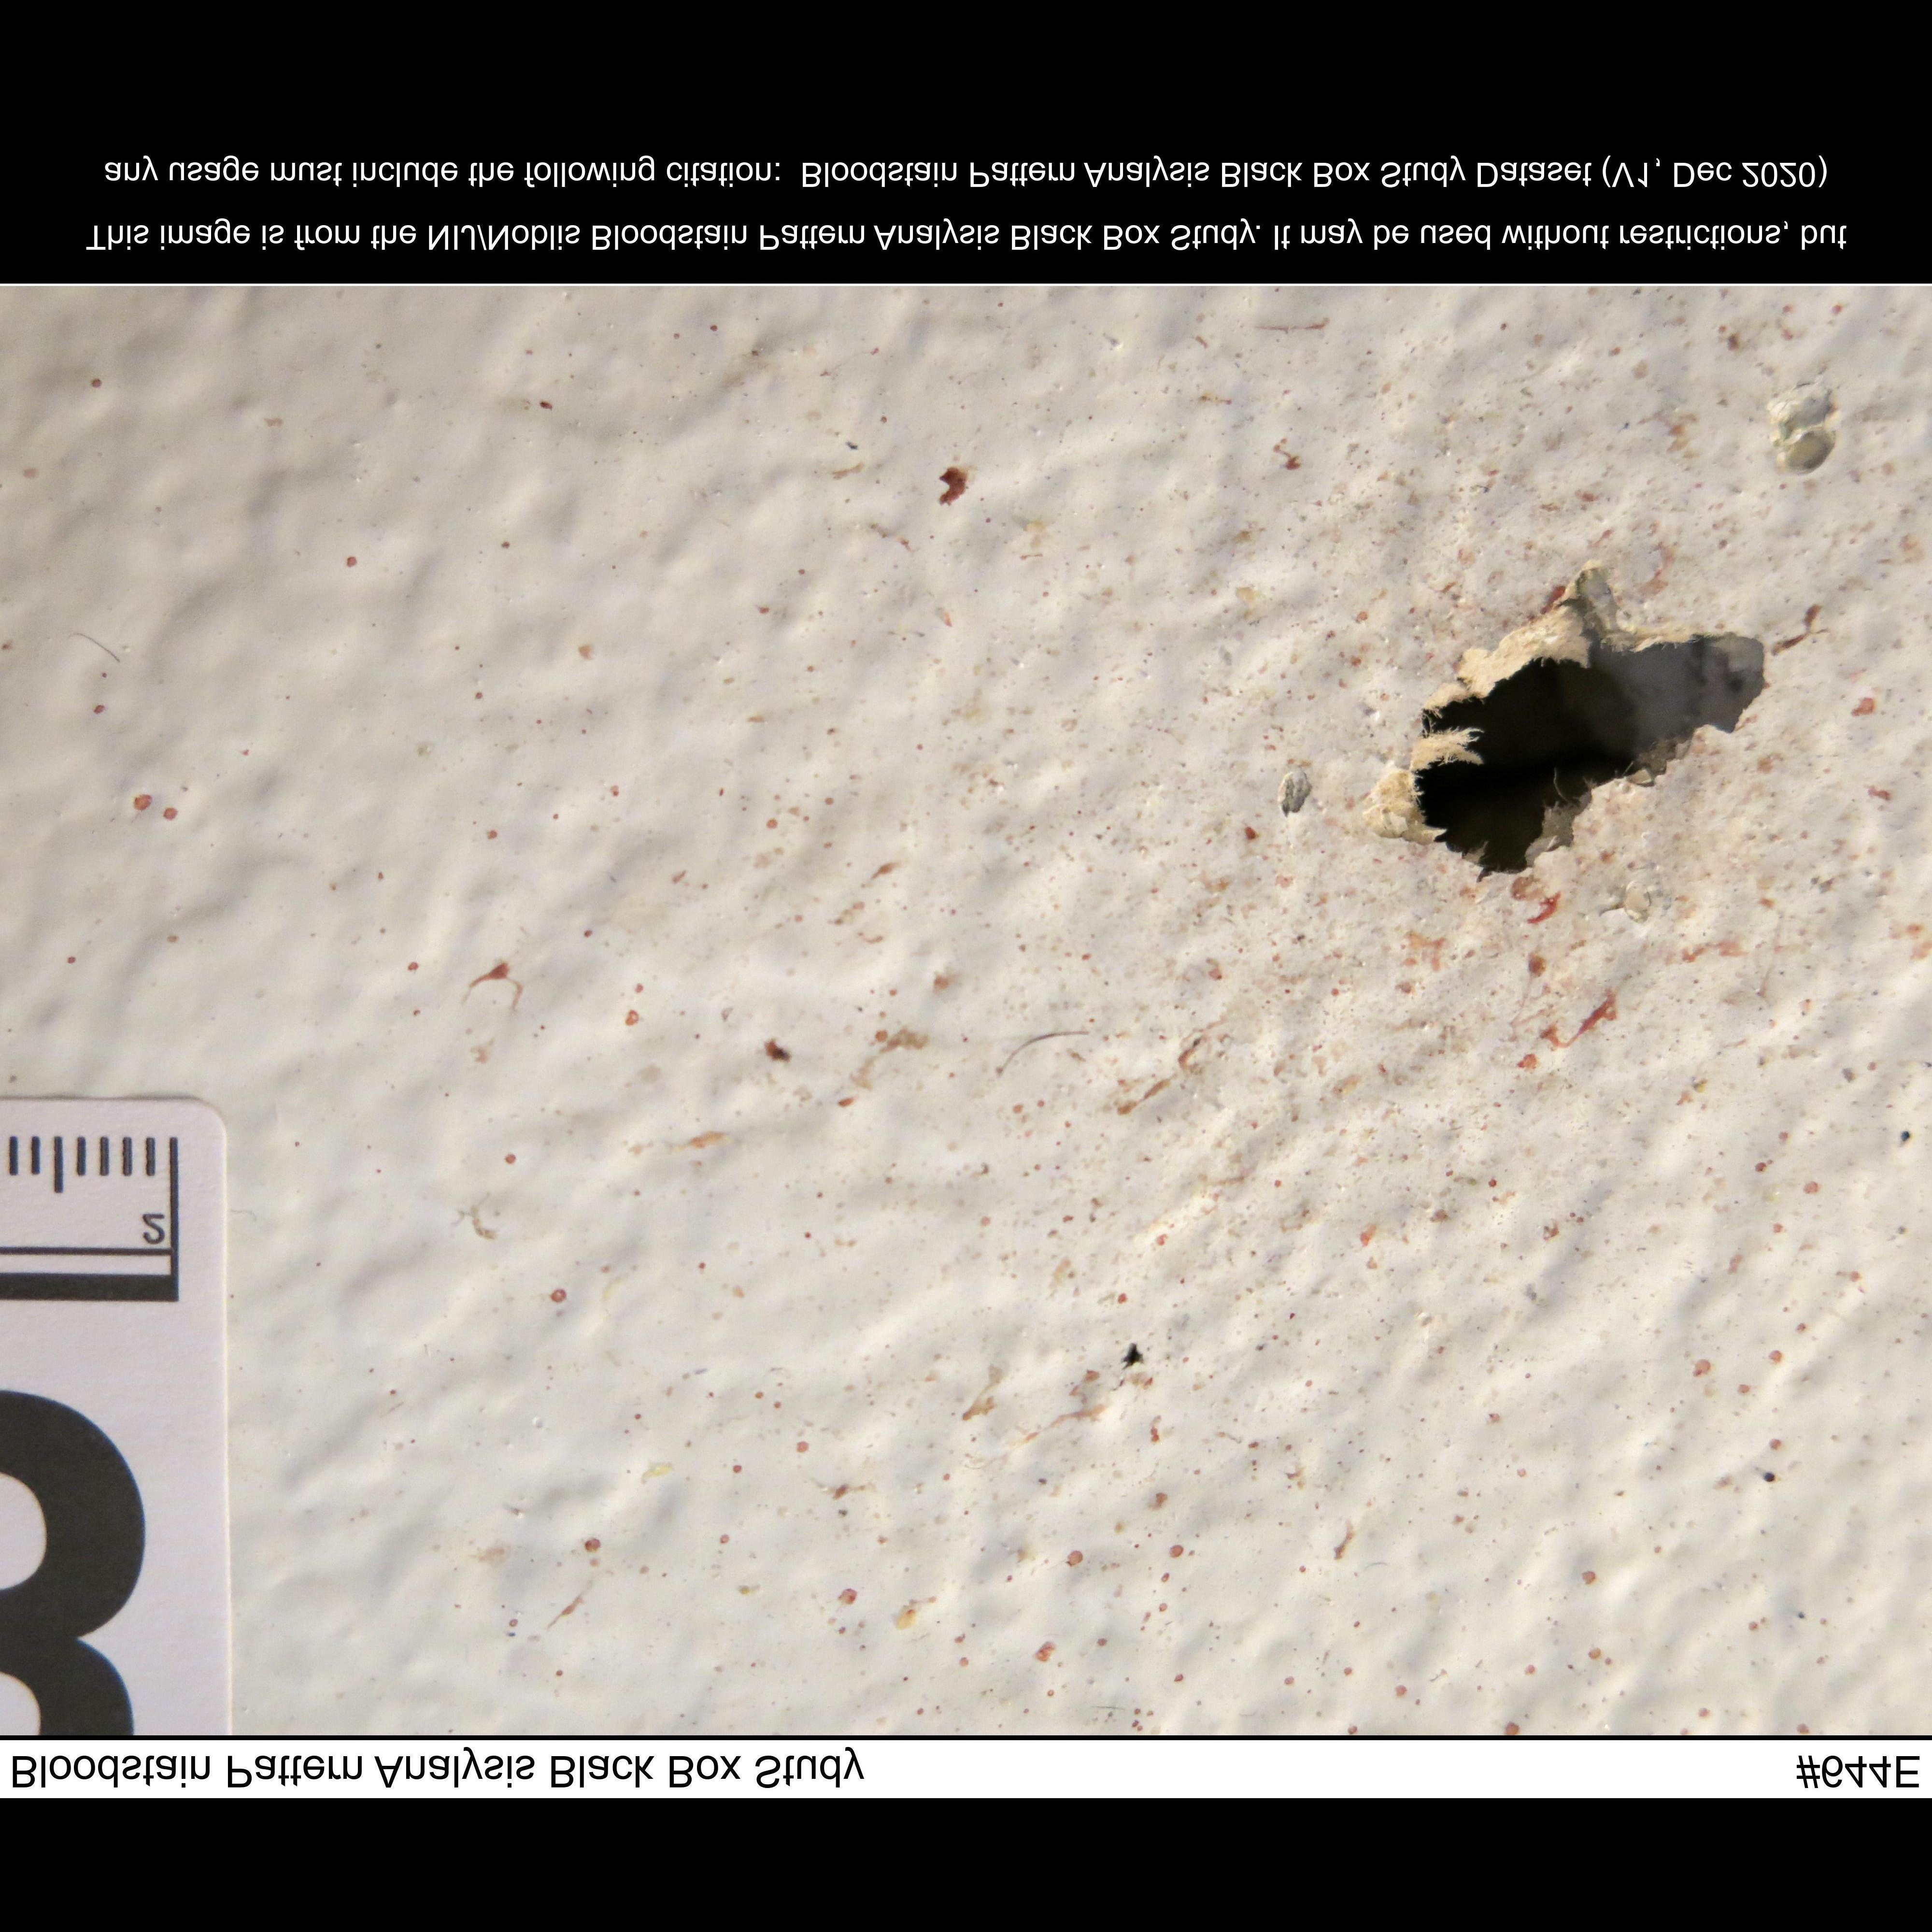 Bloodstain Pattern Analysis Black Box Study #644E
5
This image is from the NIJ/Noblis Bloodstain Pattern Analysis Black Box Study. It may be used without restrictions, but
any usage must include the following citation: Bloodstain Pattern Analysis Black Box Study Dataset (V1, Dec 2020)